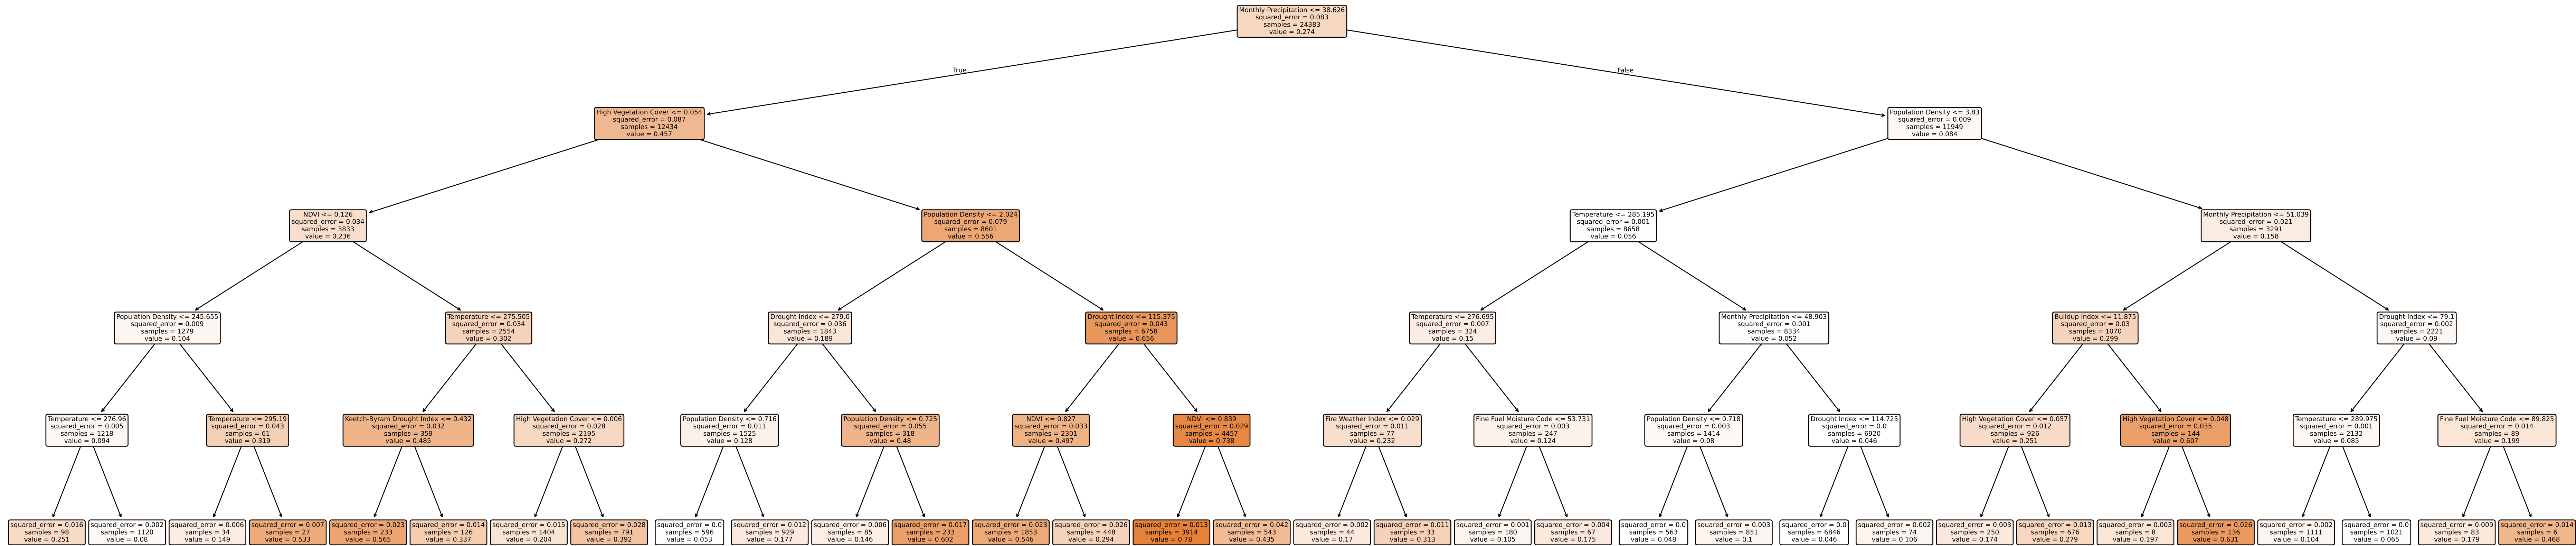 Monthly Precipitation <= 38.626
squared_error = 0.083
samples = 24383
value = 0.274
True
False
High Vegetation Cover <= 0.054
squared_error = 0.087
samples = 12434
value = 0.457
Population Density <= 3.83
squared_error = 0.009
samples = 11949
value = 0.084
NDVI <= 0.126
squared_error = 0.034
samples = 3833
value = 0.236
Population Density <= 2.024
squared_error = 0.079
samples = 8601
value = 0.556
Temperature <= 285.195
squared_error = 0.001
samples = 8658
value = 0.056
Monthly Precipitation <= 51.039
squared_error = 0.021
samples = 3291
value = 0.158
Population Density <= 245.655
squared_error = 0.009
samples = 1279
value = 0.104
Temperature <= 275.505
squared_error = 0.034
samples = 2554
value = 0.302
Drought Index <= 279.0
squared_error = 0.036
samples = 1843
value = 0.189
Drought Index <= 115.375
squared_error = 0.043
samples = 6758
value = 0.656
Temperature <= 276.695
squared_error = 0.007
samples = 324
value = 0.15
Monthly Precipitation <= 48.903
squared_error = 0.001
samples = 8334
value = 0.052
Buildup Index <= 11.875
squared_error = 0.03
samples = 1070
value = 0.299
Drought Index <= 79.1
squared_error = 0.002
samples = 2221
value = 0.09
Temperature <= 276.96
squared_error = 0.005
samples = 1218
value = 0.094
Temperature <= 295.19
squared_error = 0.043
samples = 61
value = 0.319
Keetch-Byram Drought Index <= 0.432
squared_error = 0.032
samples = 359
value = 0.485
High Vegetation Cover <= 0.006
squared_error = 0.028
samples = 2195
value = 0.272
Population Density <= 0.716
squared_error = 0.011
samples = 1525
value = 0.128
Population Density <= 0.725
squared_error = 0.055
samples = 318
value = 0.48
NDVI <= 0.827
squared_error = 0.033
samples = 2301
value = 0.497
NDVI <= 0.839
squared_error = 0.029
samples = 4457
value = 0.738
Fire Weather Index <= 0.029
squared_error = 0.011
samples = 77
value = 0.232
Fine Fuel Moisture Code <= 53.731
squared_error = 0.003
samples = 247
value = 0.124
Population Density <= 0.718
squared_error = 0.003
samples = 1414
value = 0.08
Drought Index <= 114.725
squared_error = 0.0
samples = 6920
value = 0.046
High Vegetation Cover <= 0.057
squared_error = 0.012
samples = 926
value = 0.251
High Vegetation Cover <= 0.048
squared_error = 0.035
samples = 144
value = 0.607
Temperature <= 289.975
squared_error = 0.001
samples = 2132
value = 0.085
Fine Fuel Moisture Code <= 89.825
squared_error = 0.014
samples = 89
value = 0.199
squared_error = 0.016
samples = 98
value = 0.251
squared_error = 0.002
samples = 1120
value = 0.08
squared_error = 0.006
samples = 34
value = 0.149
squared_error = 0.007
samples = 27
value = 0.533
squared_error = 0.023
samples = 233
value = 0.565
squared_error = 0.014
samples = 126
value = 0.337
squared_error = 0.015
samples = 1404
value = 0.204
squared_error = 0.028
samples = 791
value = 0.392
squared_error = 0.0
samples = 596
value = 0.053
squared_error = 0.012
samples = 929
value = 0.177
squared_error = 0.006
samples = 85
value = 0.146
squared_error = 0.017
samples = 233
value = 0.602
squared_error = 0.023
samples = 1853
value = 0.546
squared_error = 0.026
samples = 448
value = 0.294
squared_error = 0.013
samples = 3914
value = 0.78
squared_error = 0.042
samples = 543
value = 0.435
squared_error = 0.002
samples = 44
value = 0.17
squared_error = 0.011
samples = 33
value = 0.313
squared_error = 0.001
samples = 180
value = 0.105
squared_error = 0.004
samples = 67
value = 0.175
squared_error = 0.0
samples = 563
value = 0.048
squared_error = 0.003
samples = 851
value = 0.1
squared_error = 0.0
samples = 6846
value = 0.046
squared_error = 0.002
samples = 74
value = 0.106
squared_error = 0.003
samples = 250
value = 0.174
squared_error = 0.013
samples = 676
value = 0.279
squared_error = 0.003
samples = 8
value = 0.197
squared_error = 0.026
samples = 136
value = 0.631
squared_error = 0.002
samples = 1111
value = 0.104
squared_error = 0.0
samples = 1021
value = 0.065
squared_error = 0.009
samples = 83
value = 0.179
squared_error = 0.014
samples = 6
value = 0.468